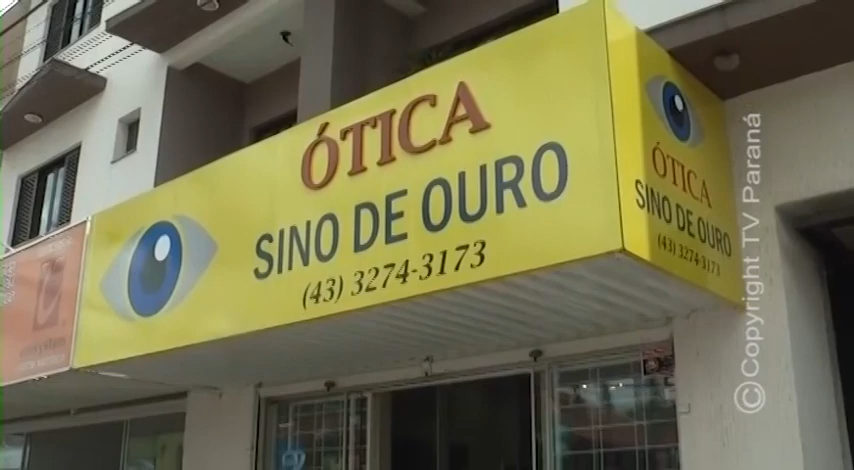 ÓTICA
SINO DE OURO
(43) 3274-3173
ÓTICA
SINO DE OURO
(43) 3274-3173
©Copyright TV Paraná